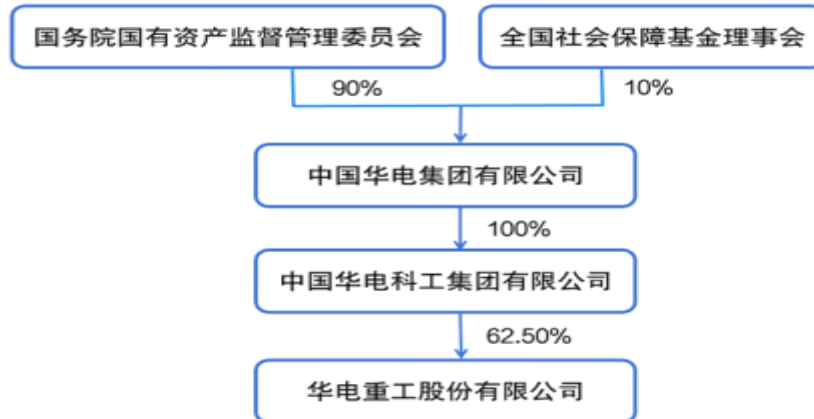 国务院国有资产监督管理委员会
全国社会保障基金理事会
90%
10%
中国华电集团有限公司
100%
中国华电科工集团有限公司
62.50%
华电重工股份有限公司